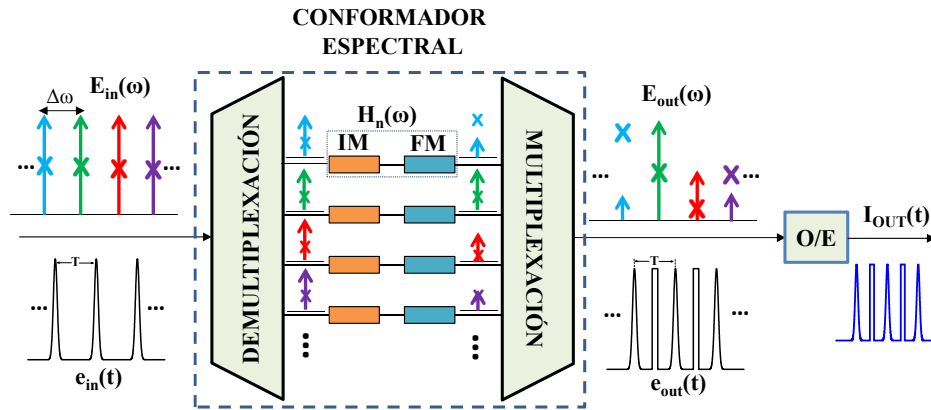 CONFORMADOR
ESPECTRAL
E_in(ω)
Δω
...
...
e_in(t)
T
...
...
DEMULTIPLEXACIÓN
H_n(ω)
IM
FM
...
...
MULTIPLEXACIÓN
E_out(ω)
...
...
T
...
...
e_out(t)
O/E
I_OUT(t)